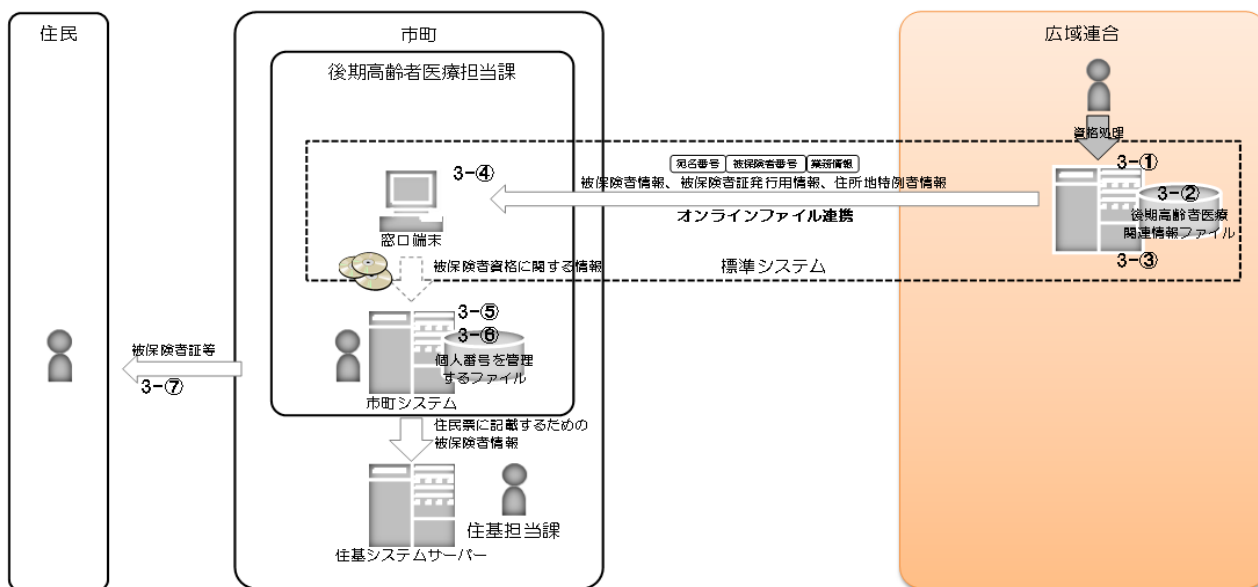 住民
市町
広域連合
後期高齢者医療担当課
資格処理
宛名番号 被保険者番号 業務情報
3-①
3-④
被保険者情報、被保険者証発行用情報、住所地特例者情報
3-②
オンラインファイル連携
後期高齢者医療
関連情報ファイル
窓口端末
被保険者資格に関する情報
標準システム
3-③
3-⑤
3-⑥
被保険者証等
個人番号を管理
するファイル
3-⑦
市町システム
住民票に記載するための
被保険者情報
住基担当課
住基システムサーバー